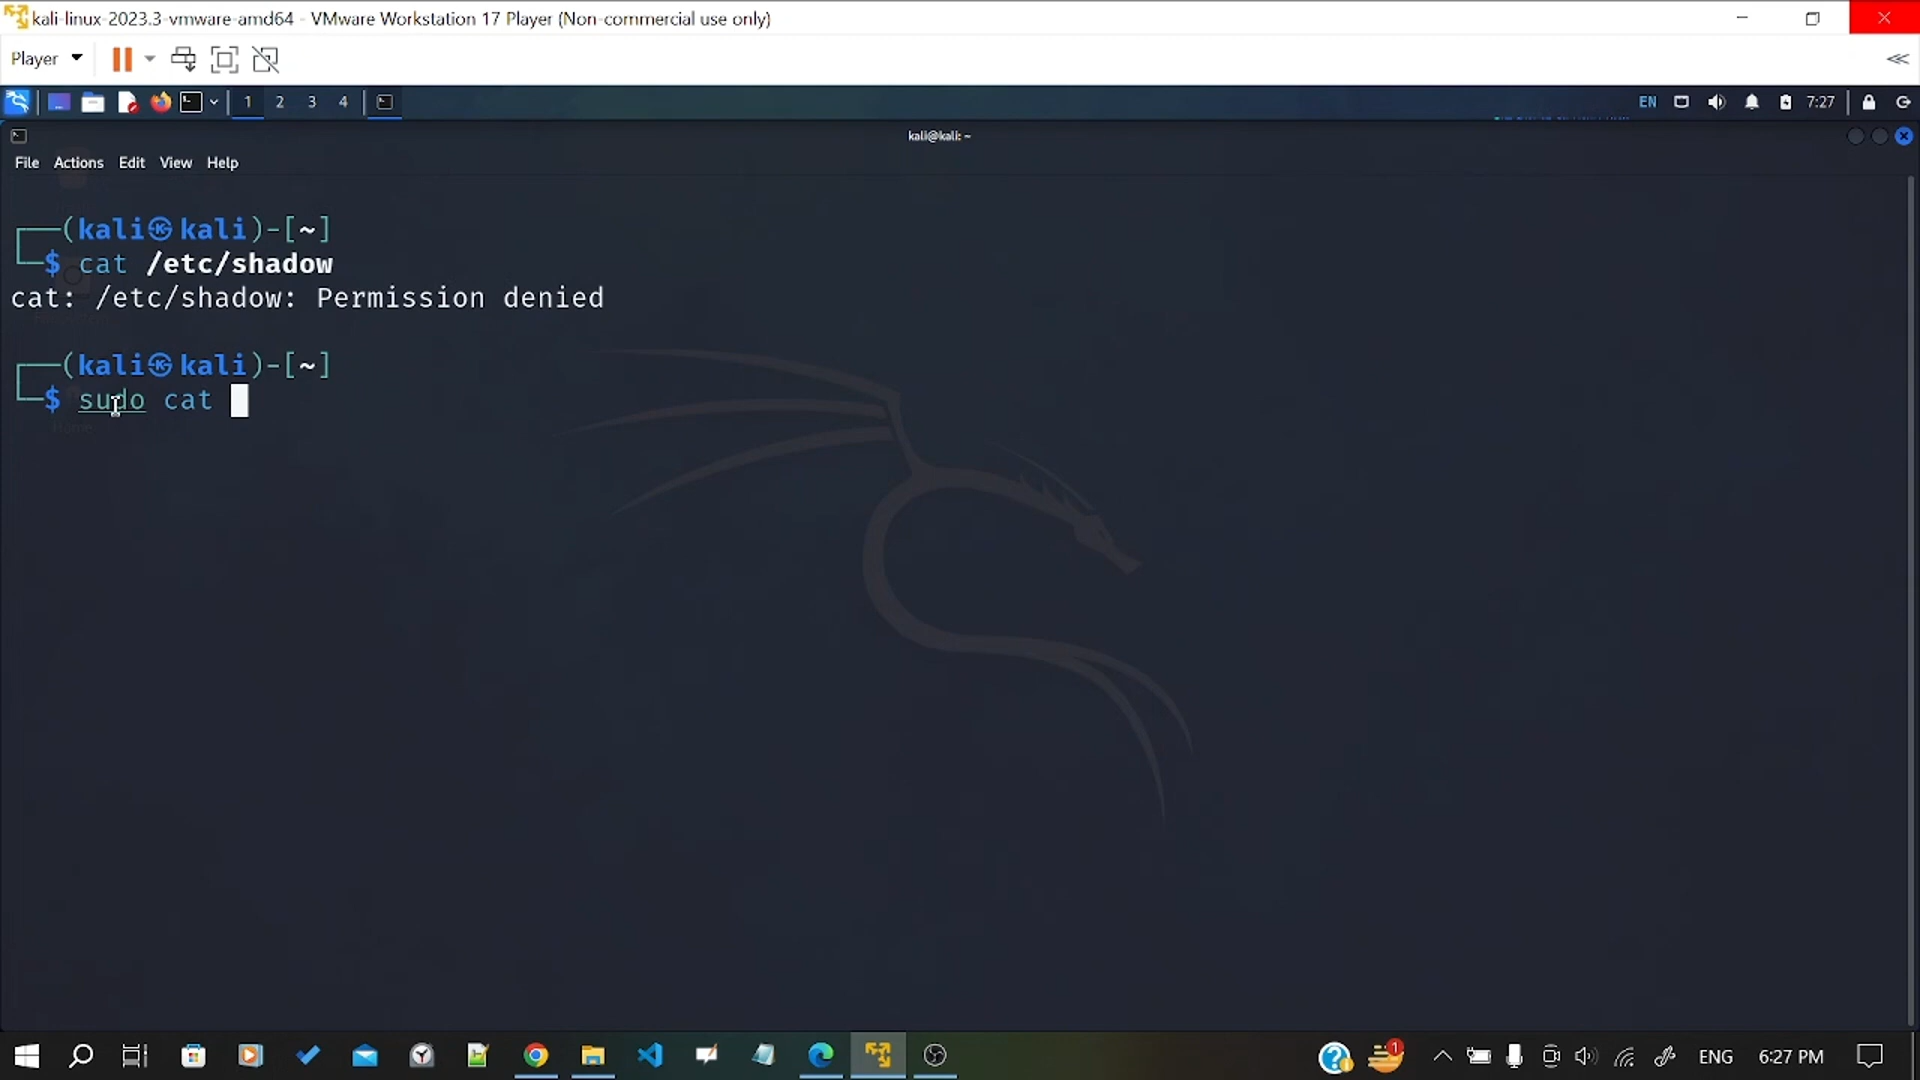 kali-linux-2023.3-vmware-amd64 - VMware Workstation 17 Player (Non-commercial use only)
Player
1 2 3 4 EN 7:27
kali@kali: ~
File Actions Edit View Help
(kali㉿kali)-[~]
$ cat /etc/shadow
cat: /etc/shadow: Permission denied
(kali㉿kali)-[~]
$ sudo cat
Home
1 ENG 6:27 PM